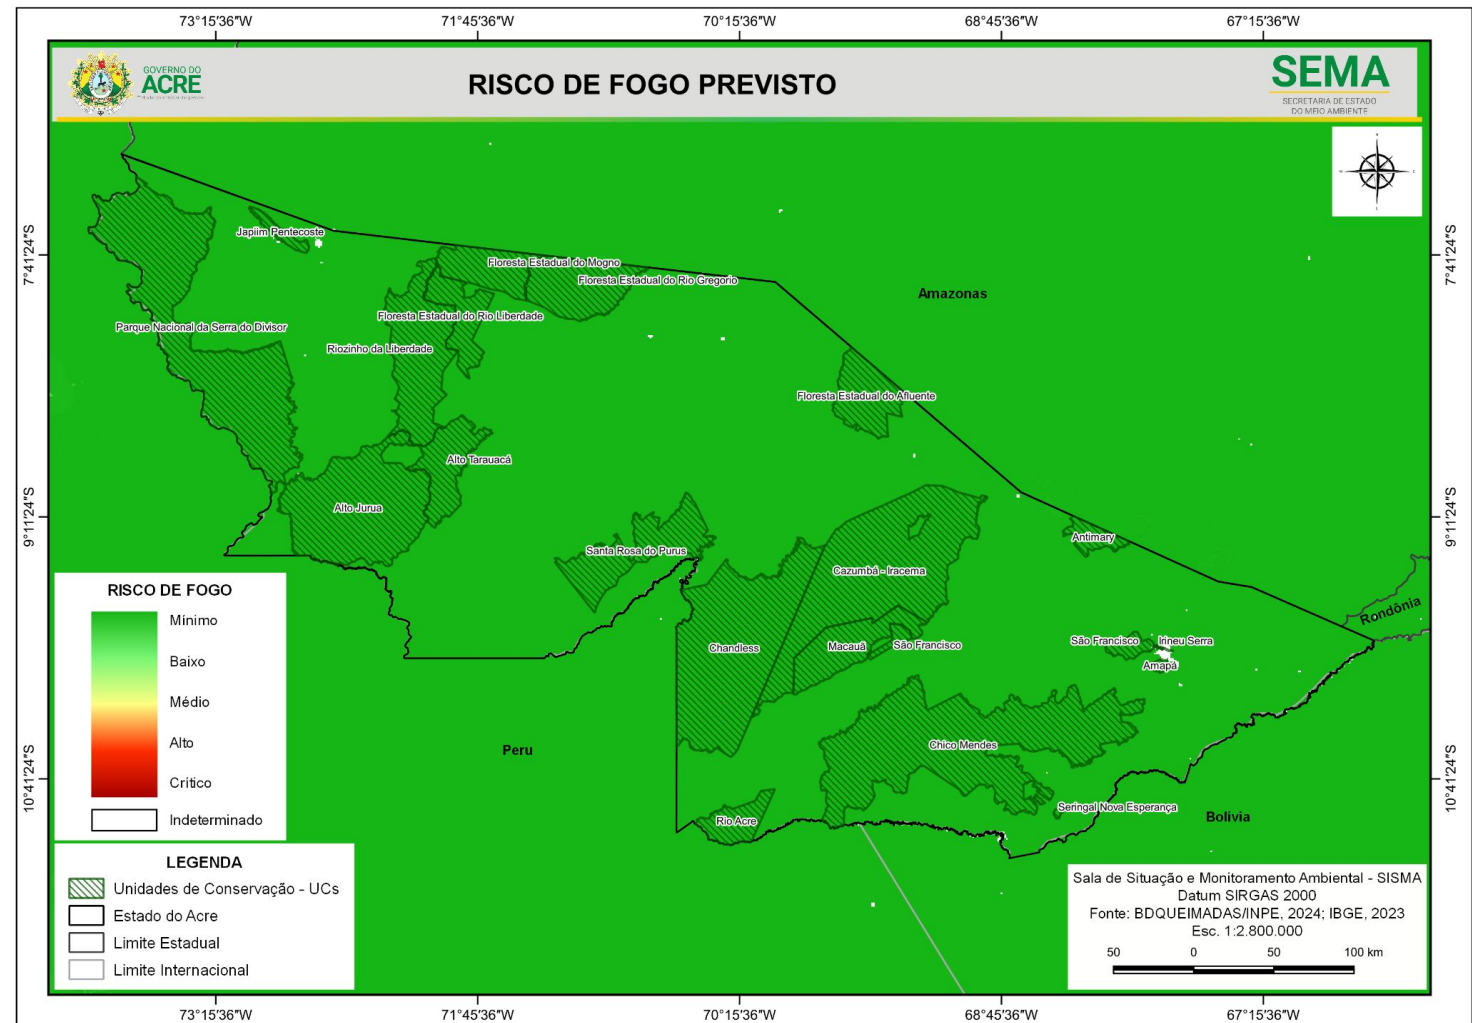 73°15'36"W
71°45'36"W
70°15'36"W
68°45'36"W
67°15'36"W
GOVERNO DO
ACRE
RISCO DE FOGO PREVISTO
SEMA
SECRETARIA DE ESTADO
DO MEIO AMBIENTE
7°41'24"S
7°41'24"S
Japiim Pentecoste
Floresta Estadual do Mogno
Floresta Estadual do Rio Gregorio
Amazonas
Floresta Estadual do Rio Liberdade
Parque Nacional da Serra do Divisor
Riozinho da Liberdade
Floresta Estadual do Afluente
Alto Tarauacá
Alto Jurua
9°11'24"S
9°11'24"S
Antimary
Santa Rosa do Purus
Cazumbá - Iracema
Rondônia
São Francisco
Irineu Serra
Chandless
Macauã
São Francisco
Amapá
Peru
Chico Mendes
10°41'24"S
10°41'24"S
Seringal Nova Esperança
Rio Acre
Bolivia
RISCO DE FOGO
Mínimo
Baixo
Médio
Alto
Crítico
Indeterminado
LEGENDA
Unidades de Conservação - UCs
Estado do Acre
Limite Estadual
Limite Internacional
Sala de Situação e Monitoramento Ambiental - SISMA
Datum SIRGAS 2000
Fonte: BDQUEIMADAS/INPE, 2024; IBGE, 2023
Esc. 1:2.800.000
50 0 50 100 km
73°15'36"W
71°45'36"W
70°15'36"W
68°45'36"W
67°15'36"W